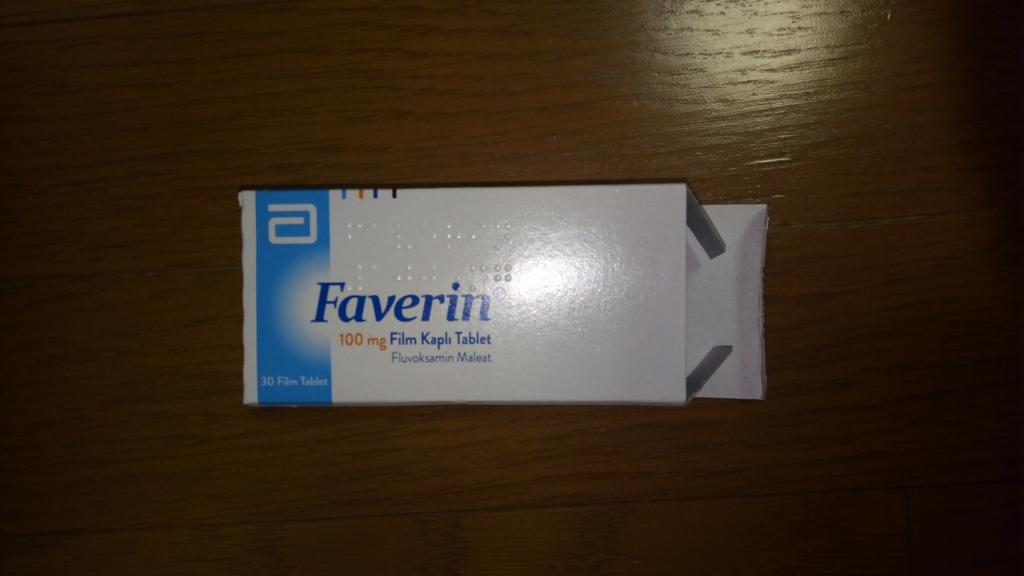 Faverin®
100 mg Film Kaplı Tablet
Fluvoksamin Maleat
30 Film Tablet